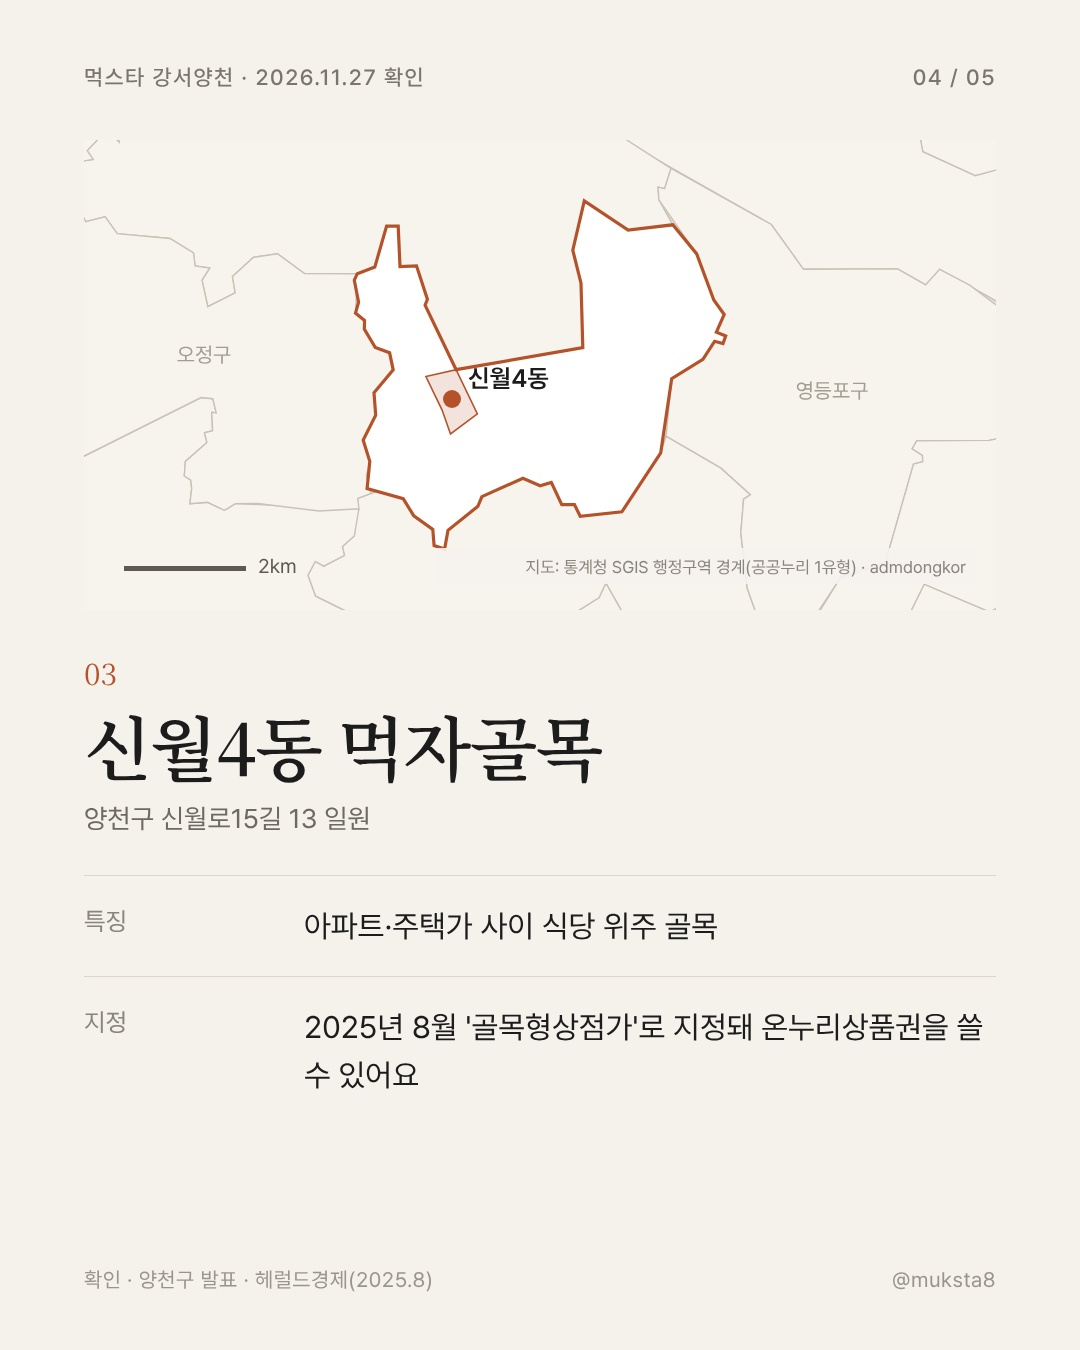 먹스타 강서양천 · 2026.11.27 확인
04 / 05
오정구
신월4동
영등포구
2km
지도: 통계청 SGIS 행정구역 경계(공공누리 1유형) · admdongkor
03
신월4동 먹자골목
양천구 신월로15길 13 일원
특징
아파트·주택가 사이 식당 위주 골목
지정
2025년 8월 '골목형상점가'로 지정돼 온누리상품권을 쓸
수 있어요
확인 · 양천구 발표 · 헤럴드경제(2025.8)
@muksta8